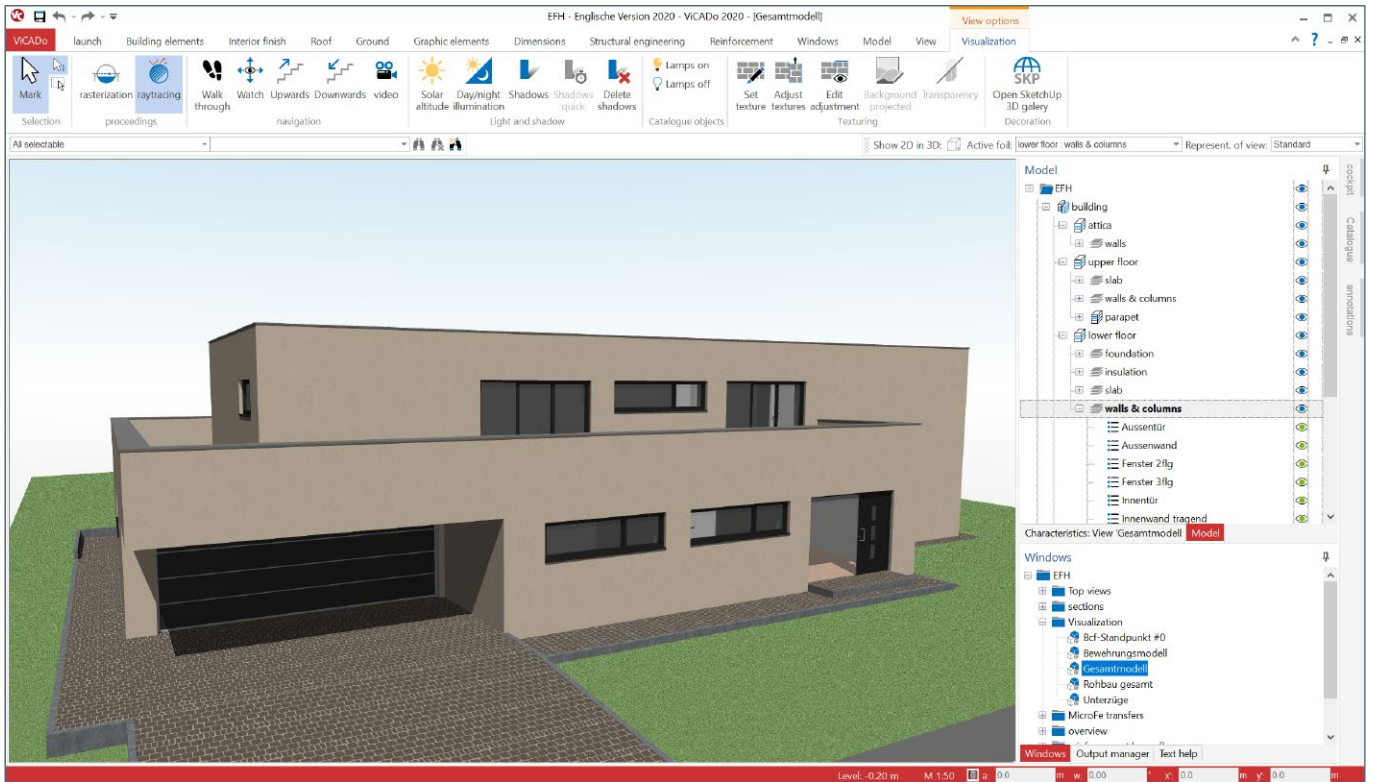 EFH - Englische Version 2020 - ViCADo 2020 - [Gesamtmodell]
View options
ViCADo launch Building elements Interior finish Roof Ground Graphic elements Dimensions Structural engineering Reinforcement Windows Model View Visualization
Lamps on
Lamps off
Mark rasterization raytracing Walk through Watch Upwards Downwards video Solar altitude Day/night illumination Shadows Shadows quick Delete shadows Set texture Adjust textures Edit adjustment Background projected Transparency Open SketchUp 3D galery
SKP
Selection proceedings navigation Light and shadow Catalogue objects Texturing Decoration
All selectable Show 2D in 3D: Active foil: lower floor : walls & columns Represent. of view: Standard
Model
EFH
building
attica
walls
upper floor
slab
walls & columns
parapet
lower floor
foundation
insulation
slab
walls & columns
Aussentür
Aussenwand
Fenster 2flg
Fenster 3flg
Innentür
Innenwand tragend
Characteristics: View 'Gesamtmodell Model
cockpit
Catalogue
annotations
Windows
EFH
Top views
sections
Visualization
Bcf-Standpunkt #0
Bewehrungsmodell
Gesamtmodell
Rohbau gesamt
Unterzüge
MicroFe transfers
overview
Windows Output manager Text help
Level: -0.20 m M 1:50 a: 0.0 m w: 0.00 ° x': 0.0 m y': 0.0 m